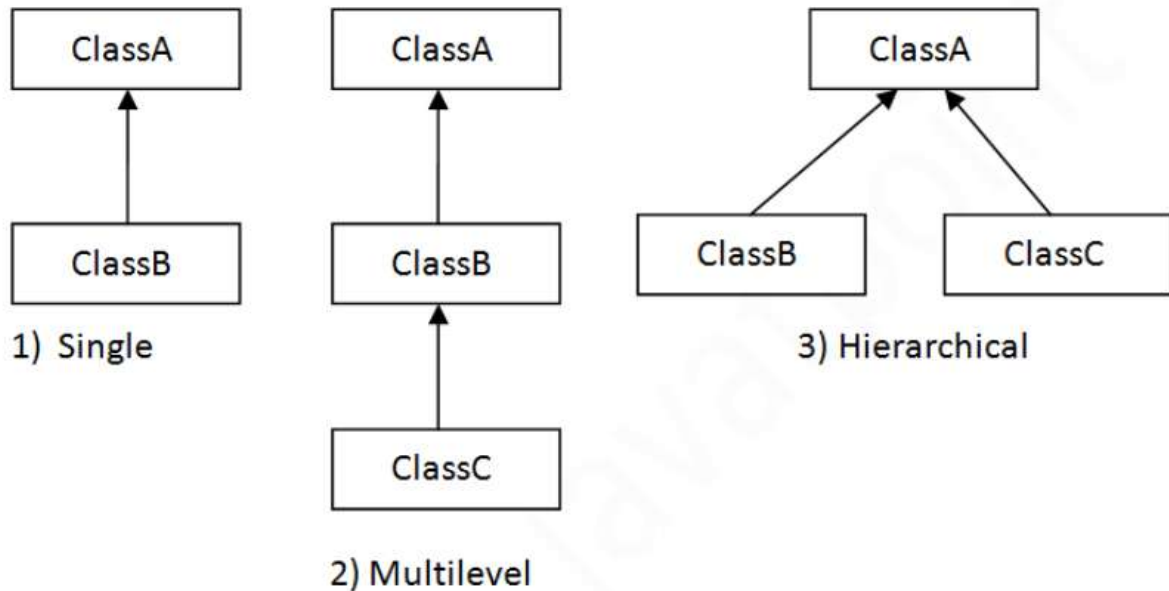 ClassA
ClassB
1) Single
ClassA
ClassB
ClassC
2) Multilevel
ClassA
ClassB
ClassC
3) Hierarchical